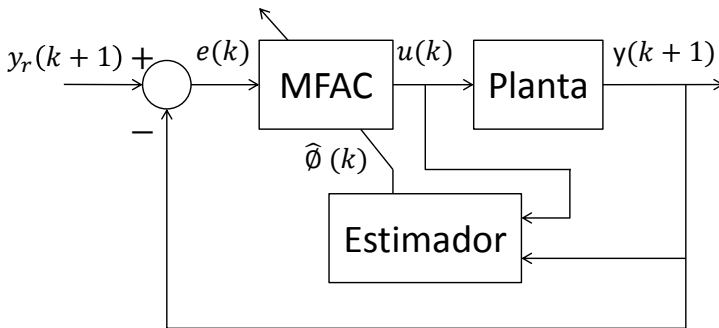 y_r(k + 1)
+
−
e(k)
MFAC
u(k)
Planta
y(k + 1)
∅̂ (k)
Estimador